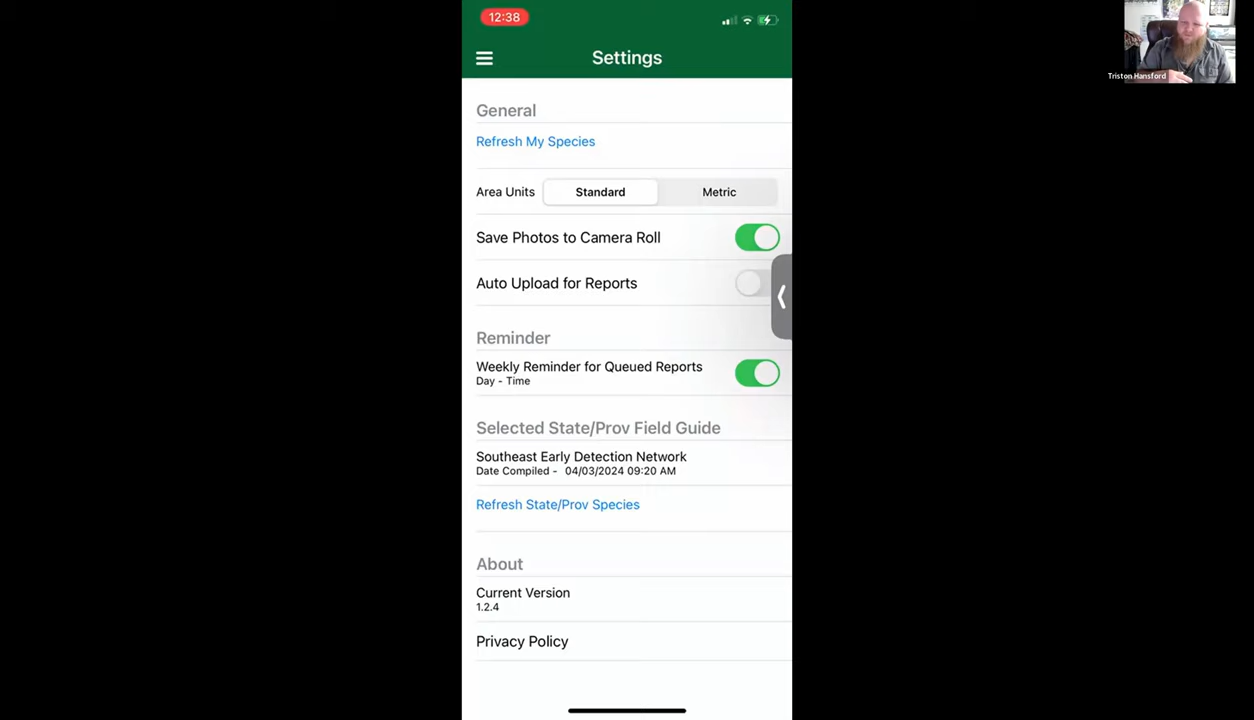 12:38
Settings
Triston Hansford
General
Refresh My Species
Area Units Standard Metric
Save Photos to Camera Roll
Auto Upload for Reports
Reminder
Weekly Reminder for Queued Reports
Day - Time
Selected State/Prov Field Guide
Southeast Early Detection Network
Date Compiled - 04/03/2024 09:20 AM
Refresh State/Prov Species
About
Current Version
1.2.4
Privacy Policy